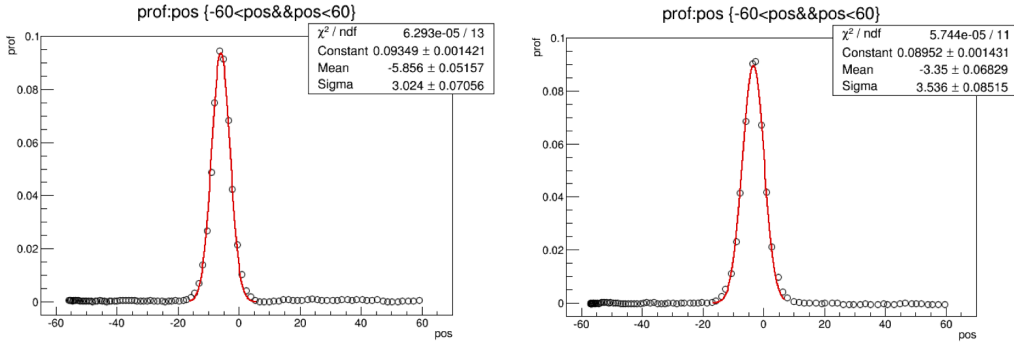 prof:pos {-60<pos&&pos<60}
χ² / ndf 6.293e-05 / 13
Constant 0.09349 ± 0.001421
Mean -5.856 ± 0.05157
Sigma 3.024 ± 0.07056
prof
0.1
0.08
0.06
0.04
0.02
0
-60 -40 -20 0 20 40 60
pos
prof:pos {-60<pos&&pos<60}
χ² / ndf 5.744e-05 / 11
Constant 0.08952 ± 0.001431
Mean -3.35 ± 0.06829
Sigma 3.536 ± 0.08515
prof
0.1
0.08
0.06
0.04
0.02
0
-60 -40 -20 0 20 40 60
pos